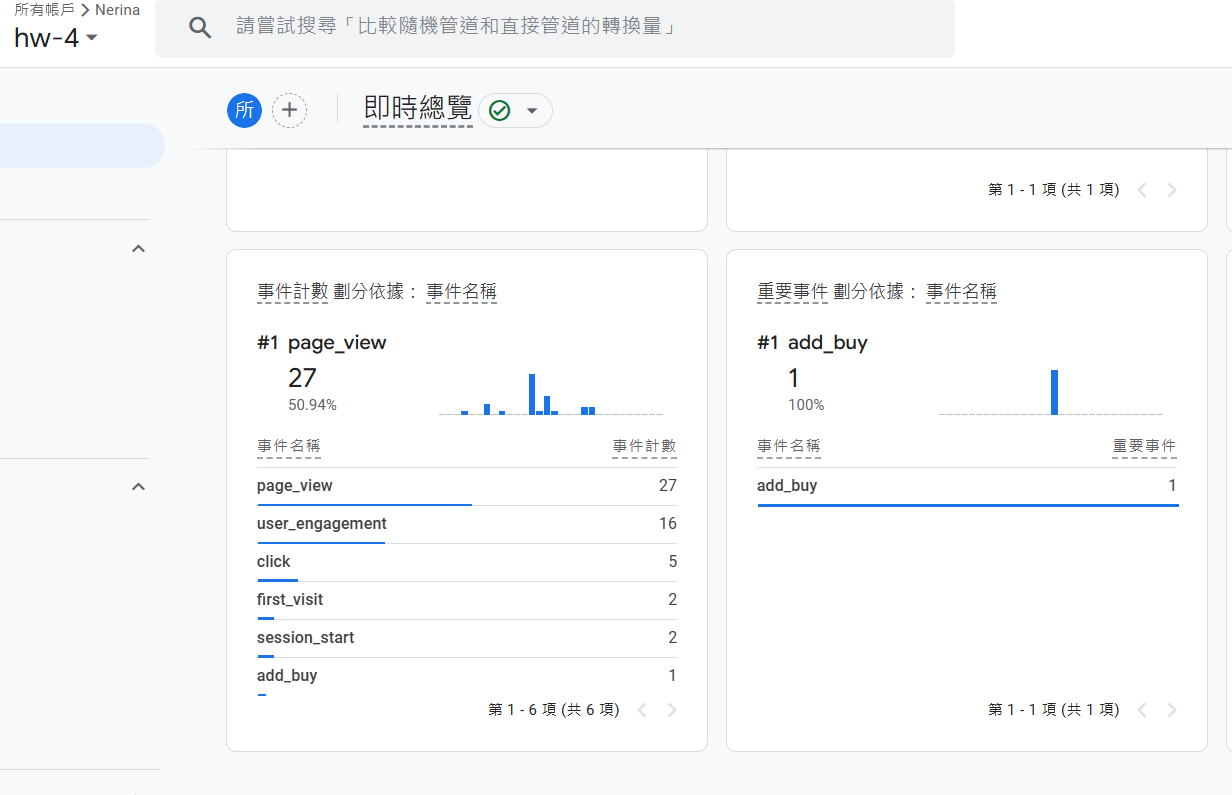 所有帳戶 > Nerina
hw-4
請嘗試搜尋「比較隨機管道和直接管道的轉換量」
所
即時總覽
第 1 - 1 項 (共 1 項)
事件計數 劃分依據： 事件名稱
#1 page_view
27
50.94%
事件名稱 事件計數
page_view 27
user_engagement 16
click 5
first_visit 2
session_start 2
add_buy 1
第 1 - 6 項 (共 6 項)
重要事件 劃分依據： 事件名稱
#1 add_buy
1
100%
事件名稱 重要事件
add_buy 1
第 1 - 1 項 (共 1 項)